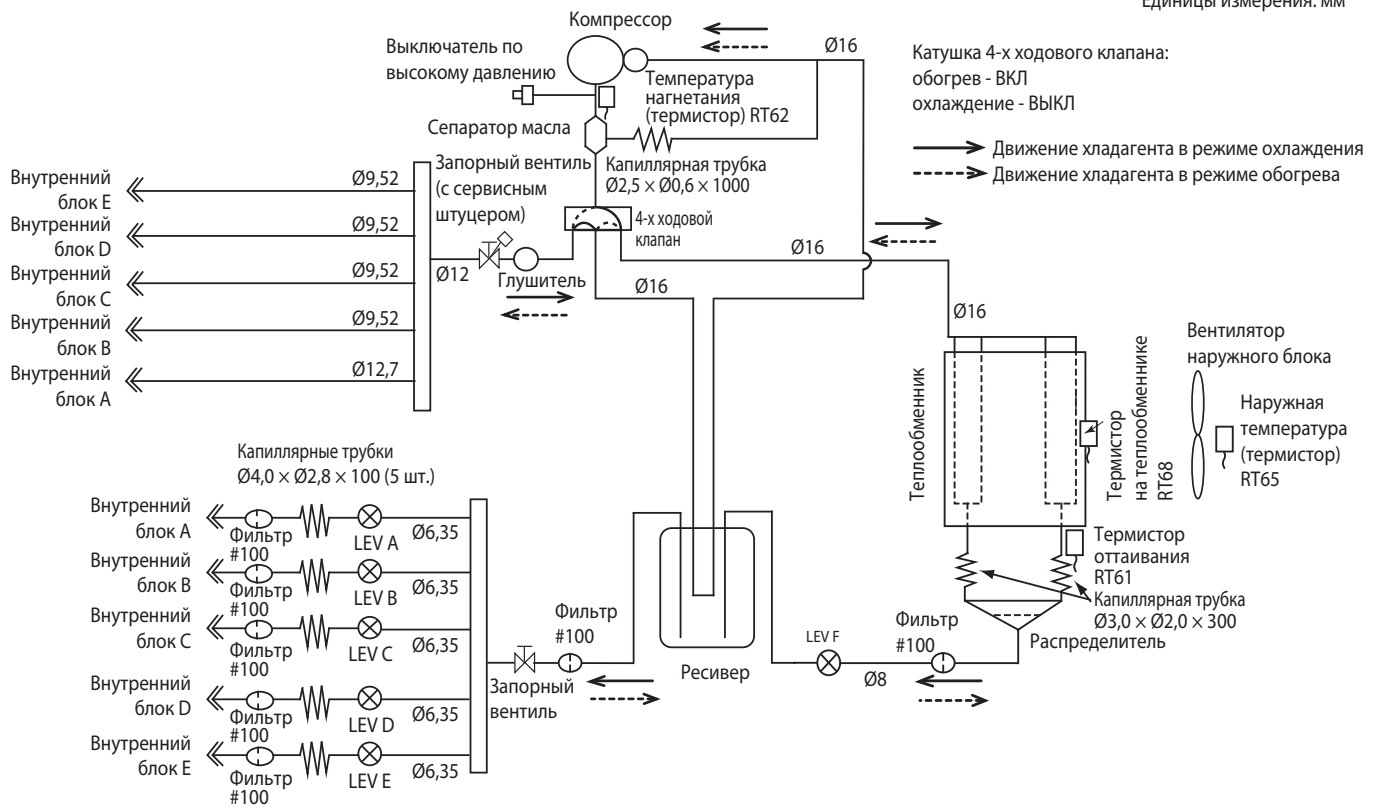 Единицы измерения: мм
Компрессор
Выключатель по
высокому давлению
Ø16
Катушка 4-х ходового клапана:
обогрев - ВКЛ
охлаждение - ВЫКЛ
Температура
нагнетания
(термистор) RT62
Сепаратор масла
Движение хладагента в режиме охлаждения
Движение хладагента в режиме обогрева
Запорный вентиль
(с сервисным
штуцером)
Капиллярная трубка
Ø2,5 × Ø0,6 × 1000
4-х ходовой
клапан
Внутренний
блок E
Ø9,52
Внутренний
блок D
Ø9,52
Внутренний
блок C
Ø9,52
Внутренний
блок B
Ø9,52
Внутренний
блок A
Ø12,7
Ø12
Глушитель
Ø16
Ø16
Ø16
Вентилятор
наружного блока
Теплообменник
Термистор
на теплообменнике
RT68
Наружная
температура
(термистор)
RT65
Капиллярные трубки
Ø4,0 × Ø2,8 × 100 (5 шт.)
Внутренний
блок A
Фильтр
#100
LEV A
Ø6,35
Внутренний
блок B
Фильтр
#100
LEV B
Ø6,35
Внутренний
блок C
Фильтр
#100
LEV C
Ø6,35
Внутренний
блок D
Фильтр
#100
LEV D
Ø6,35
Внутренний
блок E
Фильтр
#100
LEV E
Ø6,35
Запорный
вентиль
Фильтр
#100
Ресивер
LEV F
Ø8
Фильтр
#100
Термистор
оттаивания
RT61
Капиллярная трубка
Ø3,0 × Ø2,0 × 300
Распределитель